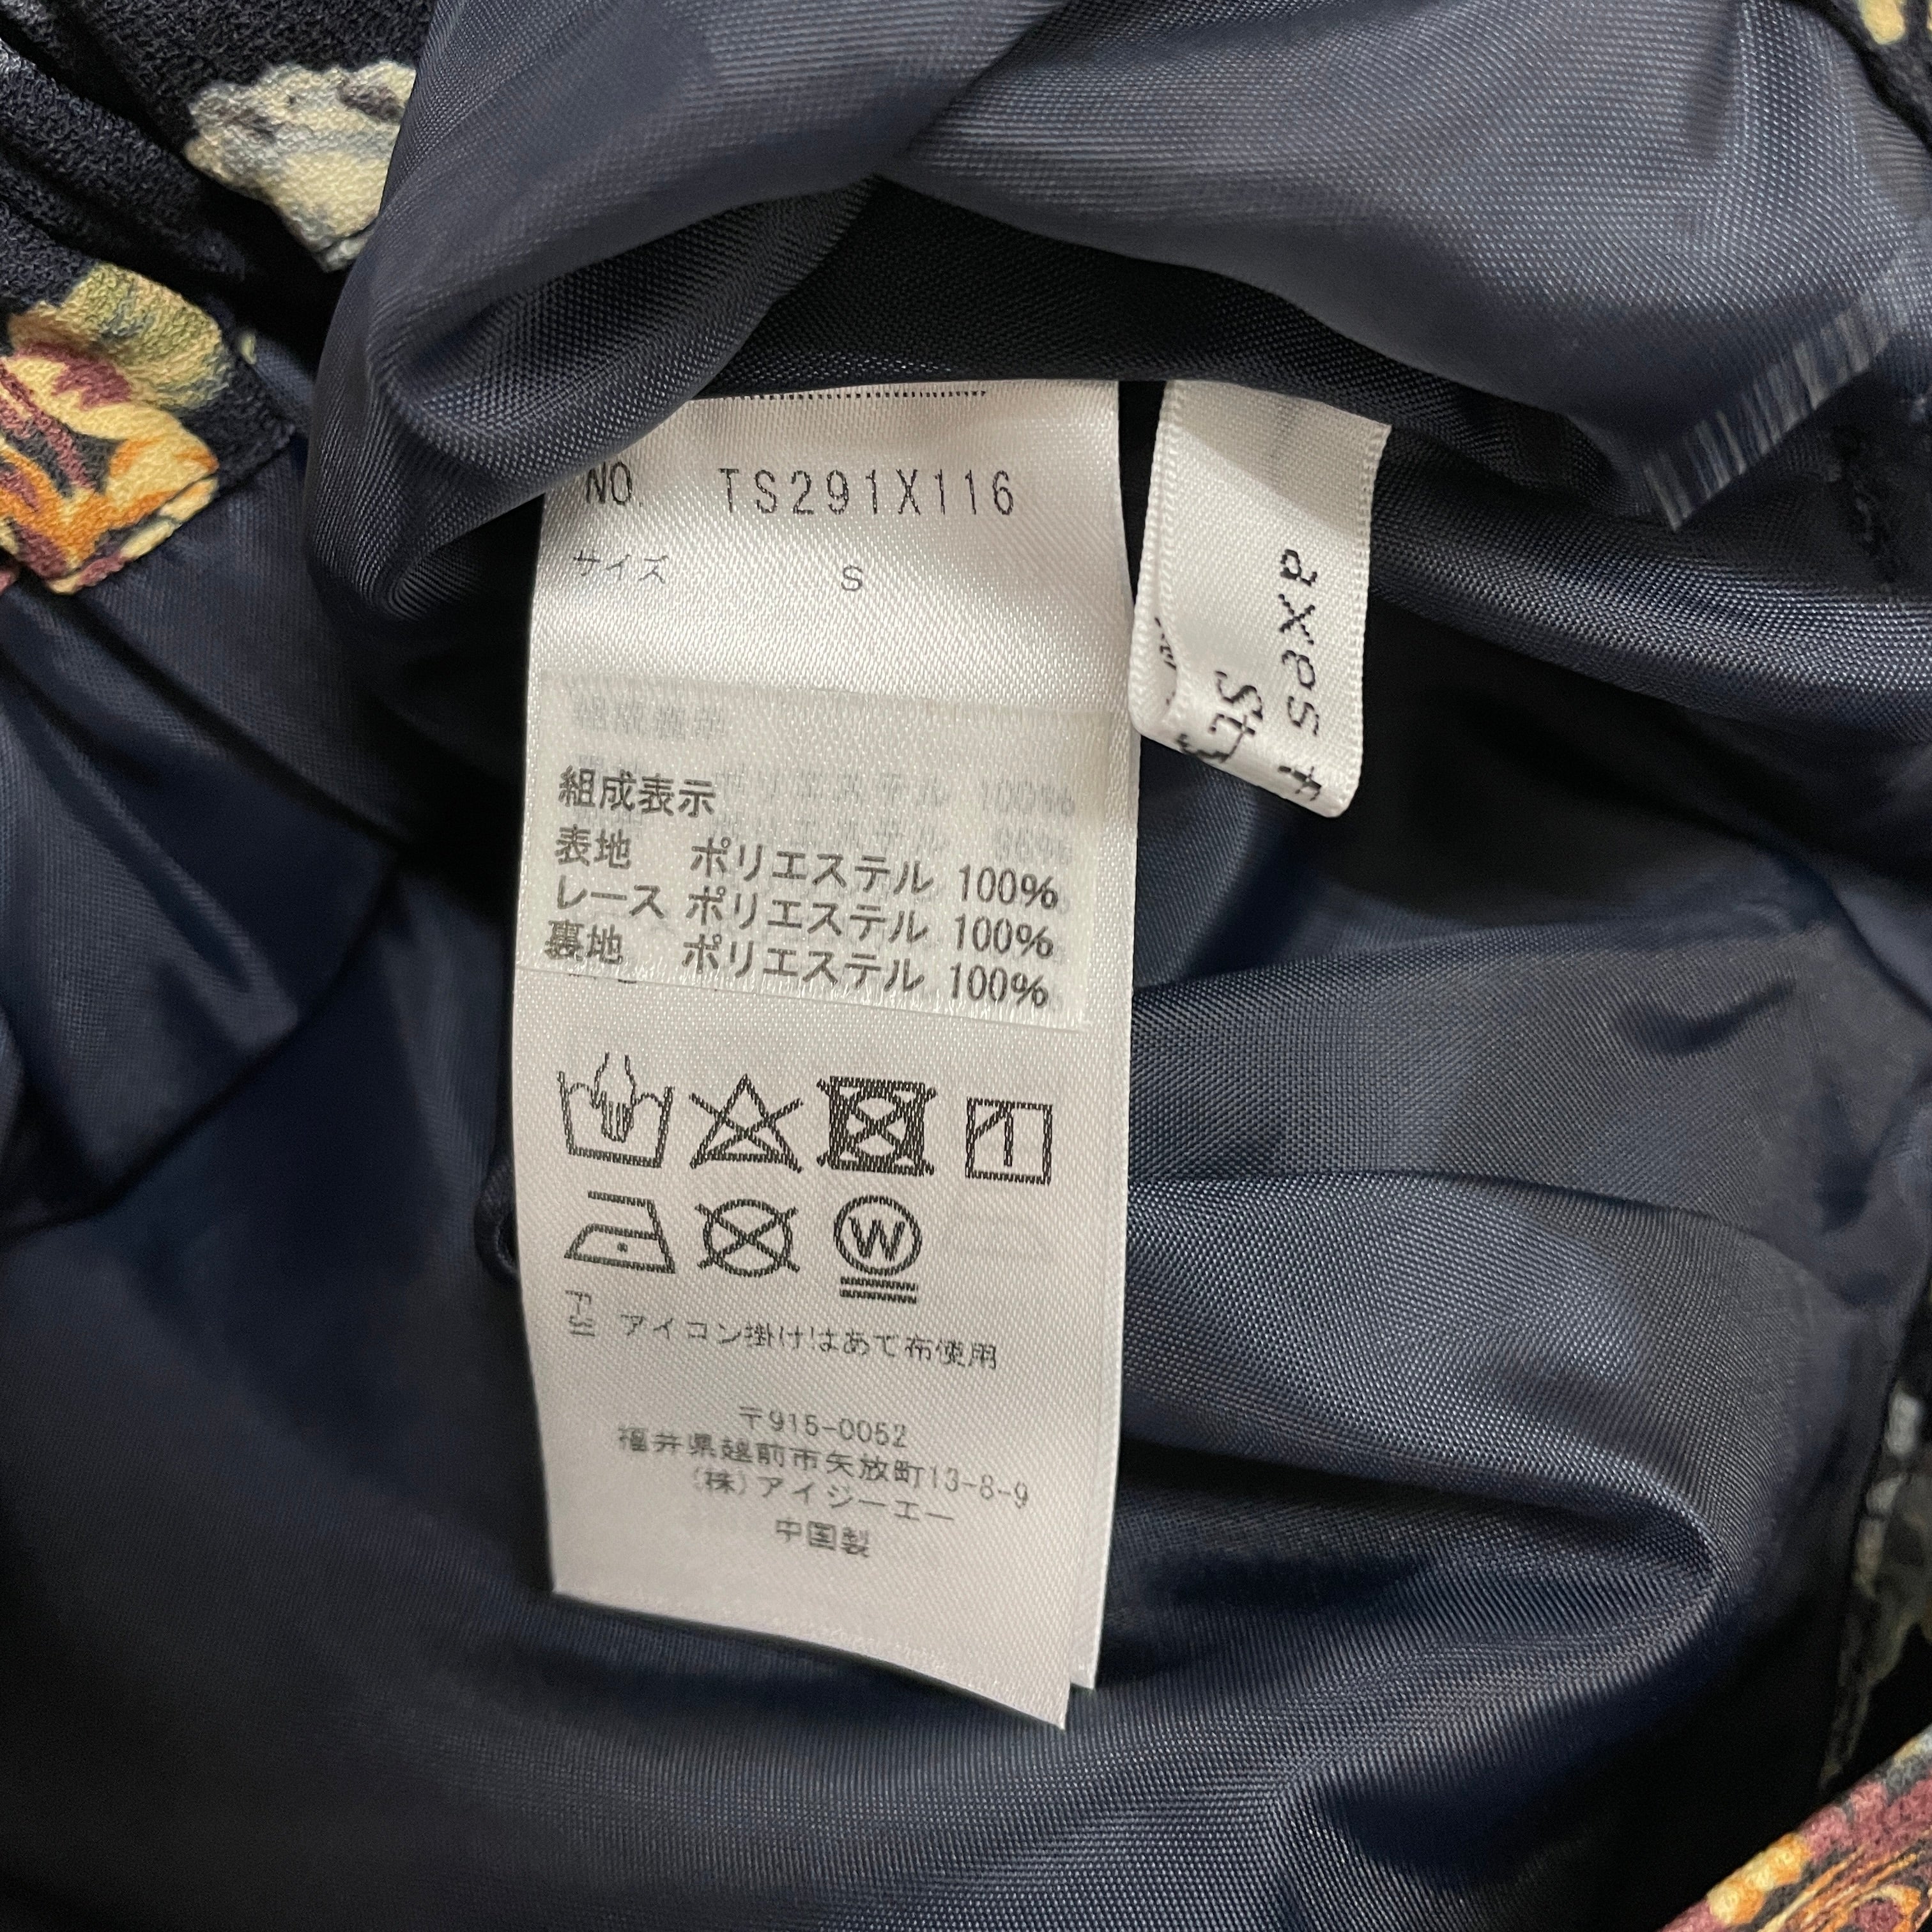 NO. TS291X116
サイズ S
組成表示
表地 ポリエステル 100%
レース ポリエステル 100%
裏地 ポリエステル 100%
W
アイコン掛けはあて布使用
〒915-0052
福井県越前市矢放町13-8-9
(株)アイジーエー
中国製
axes